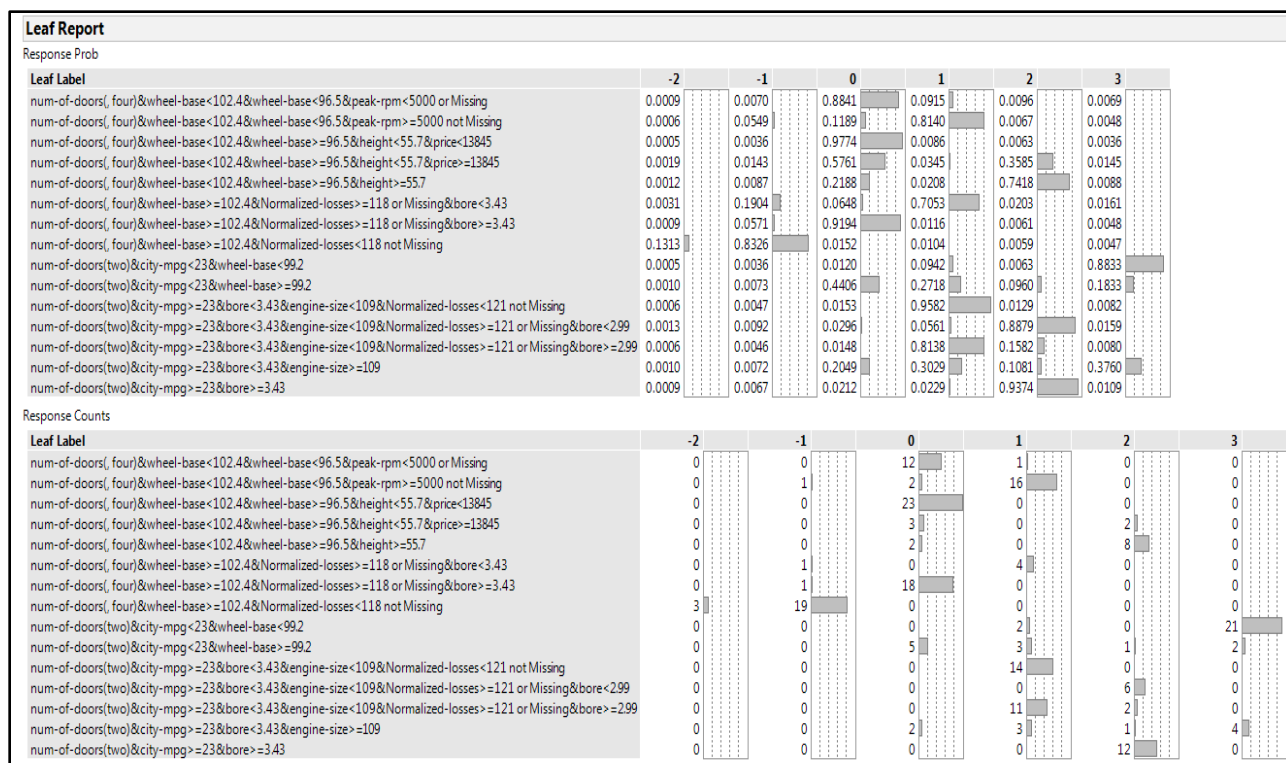 Leaf Report
Response Prob
Leaf Label -2 -1 0 1 2 3
num-of-doors(, four)&wheel-base<102.4&wheel-base<96.5&peak-rpm<5000 or Missing 0.0009 0.0070 0.8841 0.0915 0.0096 0.0069
num-of-doors(, four)&wheel-base<102.4&wheel-base<96.5&peak-rpm>=5000 not Missing 0.0006 0.0549 0.1189 0.8140 0.0067 0.0048
num-of-doors(, four)&wheel-base<102.4&wheel-base>=96.5&height<55.7&price<13845 0.0005 0.0036 0.9774 0.0086 0.0063 0.0036
num-of-doors(, four)&wheel-base<102.4&wheel-base>=96.5&height<55.7&price>=13845 0.0019 0.0143 0.5761 0.0345 0.3585 0.0145
num-of-doors(, four)&wheel-base<102.4&wheel-base>=96.5&height>=55.7 0.0012 0.0087 0.2188 0.0208 0.7418 0.0088
num-of-doors(, four)&wheel-base>=102.4&Normalized-losses>=118 or Missing&bore<3.43 0.0031 0.1904 0.0648 0.7053 0.0203 0.0161
num-of-doors(, four)&wheel-base>=102.4&Normalized-losses>=118 or Missing&bore>=3.43 0.0009 0.0571 0.9194 0.0116 0.0061 0.0048
num-of-doors(, four)&wheel-base>=102.4&Normalized-losses<118 not Missing 0.1313 0.8326 0.0152 0.0104 0.0059 0.0047
num-of-doors(two)&city-mpg<23&wheel-base<99.2 0.0005 0.0036 0.0120 0.0942 0.0063 0.8833
num-of-doors(two)&city-mpg<23&wheel-base>=99.2 0.0010 0.0073 0.4406 0.2718 0.0960 0.1833
num-of-doors(two)&city-mpg>=23&bore<3.43&engine-size<109&Normalized-losses<121 not Missing 0.0006 0.0047 0.0153 0.9582 0.0129 0.0082
num-of-doors(two)&city-mpg>=23&bore<3.43&engine-size<109&Normalized-losses>=121 or Missing&bore<2.99 0.0013 0.0092 0.0296 0.0561 0.8879 0.0159
num-of-doors(two)&city-mpg>=23&bore<3.43&engine-size<109&Normalized-losses>=121 or Missing&bore>=2.99 0.0006 0.0046 0.0148 0.8138 0.1582 0.0080
num-of-doors(two)&city-mpg>=23&bore<3.43&engine-size>=109 0.0010 0.0072 0.2049 0.3029 0.1081 0.3760
num-of-doors(two)&city-mpg>=23&bore>=3.43 0.0009 0.0067 0.0212 0.0229 0.9374 0.0109
Response Counts
Leaf Label -2 -1 0 1 2 3
num-of-doors(, four)&wheel-base<102.4&wheel-base<96.5&peak-rpm<5000 or Missing 0 0 12 1 0 0
num-of-doors(, four)&wheel-base<102.4&wheel-base<96.5&peak-rpm>=5000 not Missing 0 1 2 16 0 0
num-of-doors(, four)&wheel-base<102.4&wheel-base>=96.5&height<55.7&price<13845 0 0 23 0 0 0
num-of-doors(, four)&wheel-base<102.4&wheel-base>=96.5&height<55.7&price>=13845 0 0 3 0 2 0
num-of-doors(, four)&wheel-base<102.4&wheel-base>=96.5&height>=55.7 0 0 2 0 8 0
num-of-doors(, four)&wheel-base>=102.4&Normalized-losses>=118 or Missing&bore<3.43 0 1 0 4 0 0
num-of-doors(, four)&wheel-base>=102.4&Normalized-losses>=118 or Missing&bore>=3.43 0 1 18 0 0 0
num-of-doors(, four)&wheel-base>=102.4&Normalized-losses<118 not Missing 3 19 0 0 0 0
num-of-doors(two)&city-mpg<23&wheel-base<99.2 0 0 0 2 0 21
num-of-doors(two)&city-mpg<23&wheel-base>=99.2 0 0 5 3 1 2
num-of-doors(two)&city-mpg>=23&bore<3.43&engine-size<109&Normalized-losses<121 not Missing 0 0 0 14 0 0
num-of-doors(two)&city-mpg>=23&bore<3.43&engine-size<109&Normalized-losses>=121 or Missing&bore<2.99 0 0 0 0 6 0
num-of-doors(two)&city-mpg>=23&bore<3.43&engine-size<109&Normalized-losses>=121 or Missing&bore>=2.99 0 0 0 11 2 0
num-of-doors(two)&city-mpg>=23&bore<3.43&engine-size>=109 0 0 2 3 1 4
num-of-doors(two)&city-mpg>=23&bore>=3.43 0 0 0 0 12 0